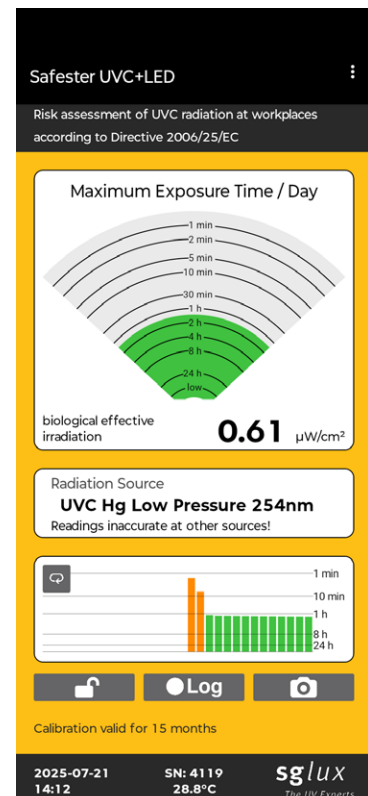 Safester UVC+LED
Risk assessment of UVC radiation at workplaces
according to Directive 2006/25/EC
Maximum Exposure Time / Day
1 min
2 min
5 min
10 min
30 min
1 h
2 h
4 h
8 h
24 h
low
biological effective
irradiation
0.61 µW/cm²
Radiation Source
UVC Hg Low Pressure 254nm
Readings inaccurate at other sources!
1 min
10 min
1 h
8 h
24 h
Log
Calibration valid for 15 months
2025-07-21
14:12
SN: 4119
28.8°C
sglux
The UV Experts